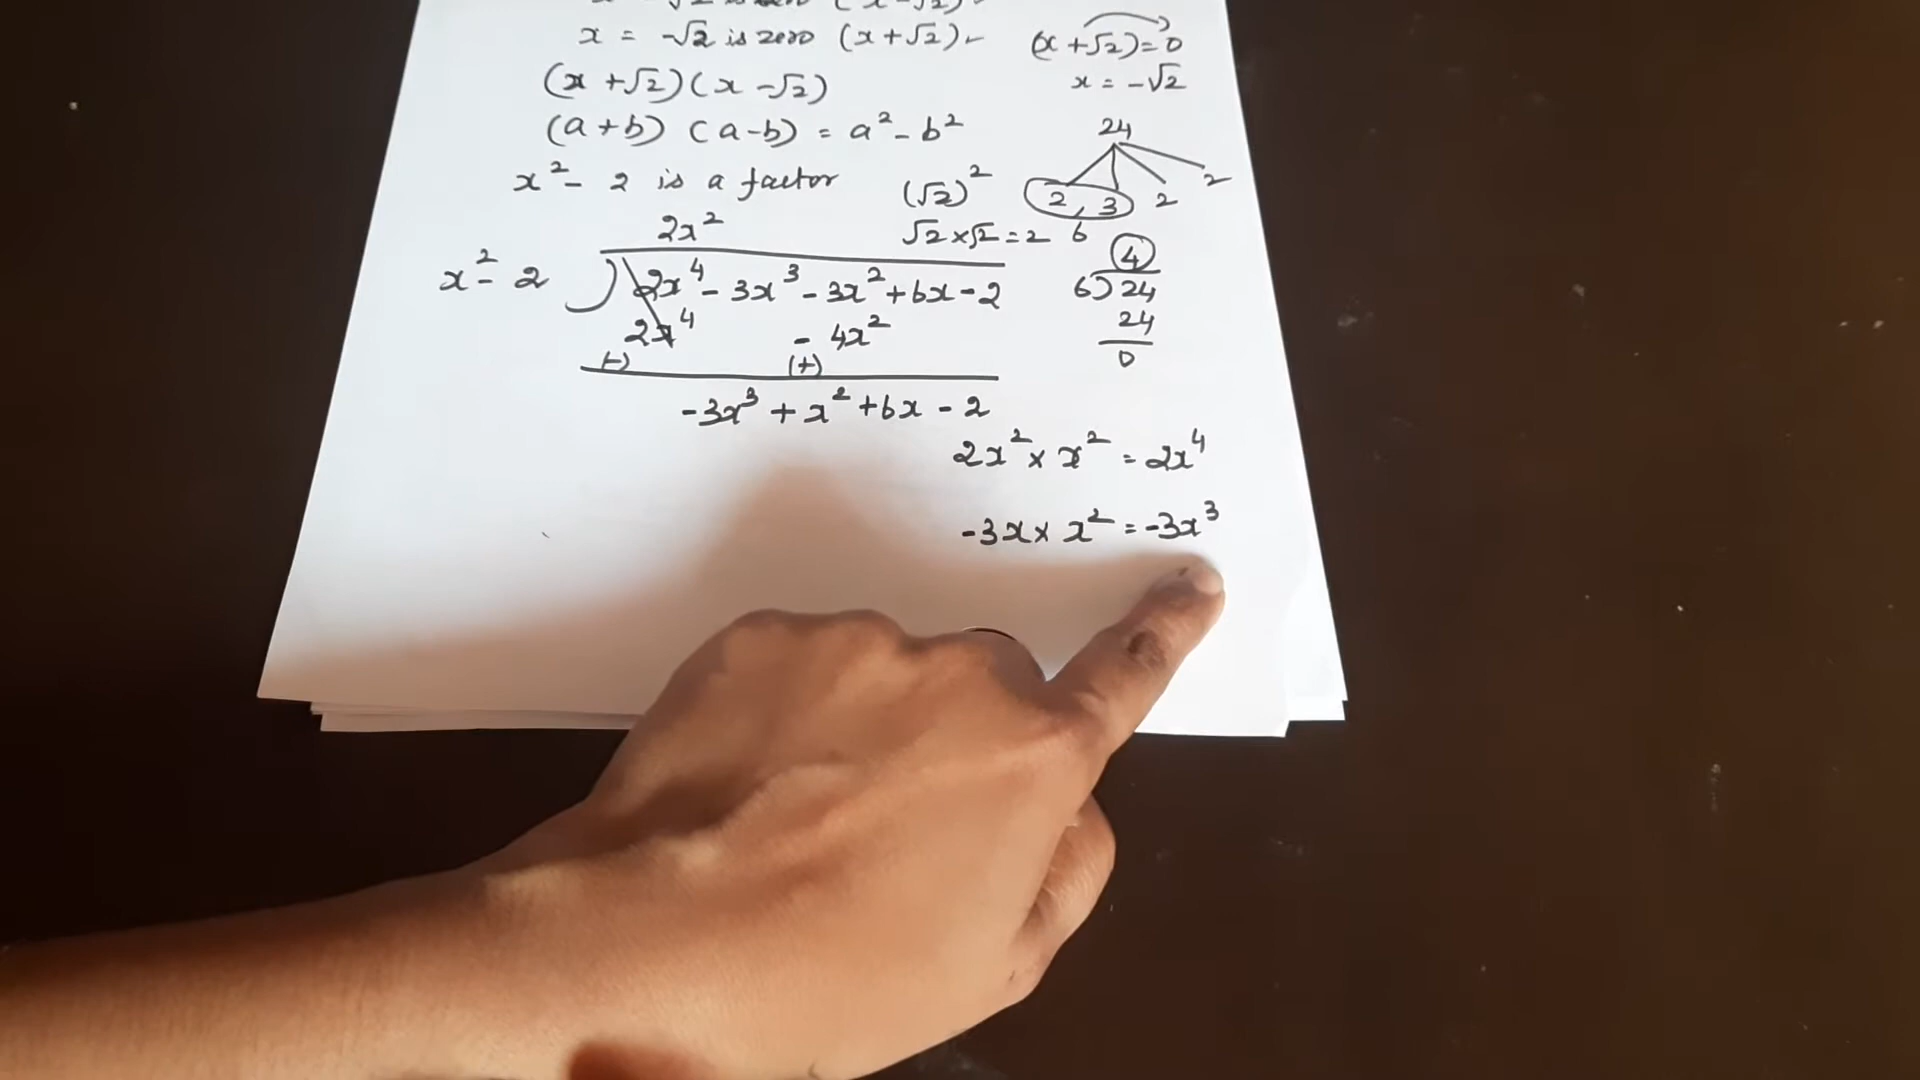 x = -√2 is zero (x+√2)
(x+√2)=0
x = -√2
(x+√2)(x-√2)
(a+b) (a-b) = a²-b²
x²-2 is a factor
(√2)²
√2×√2=2
24
2, 3 2 2
6
4
6)24
24
0
2x²
x²-2 ) 2x⁴-3x³-3x²+6x-2
2x⁴ -4x²
(-) (+)
-3x³+x²+6x-2
2x²×x²=2x⁴
-3x×x²=-3x³